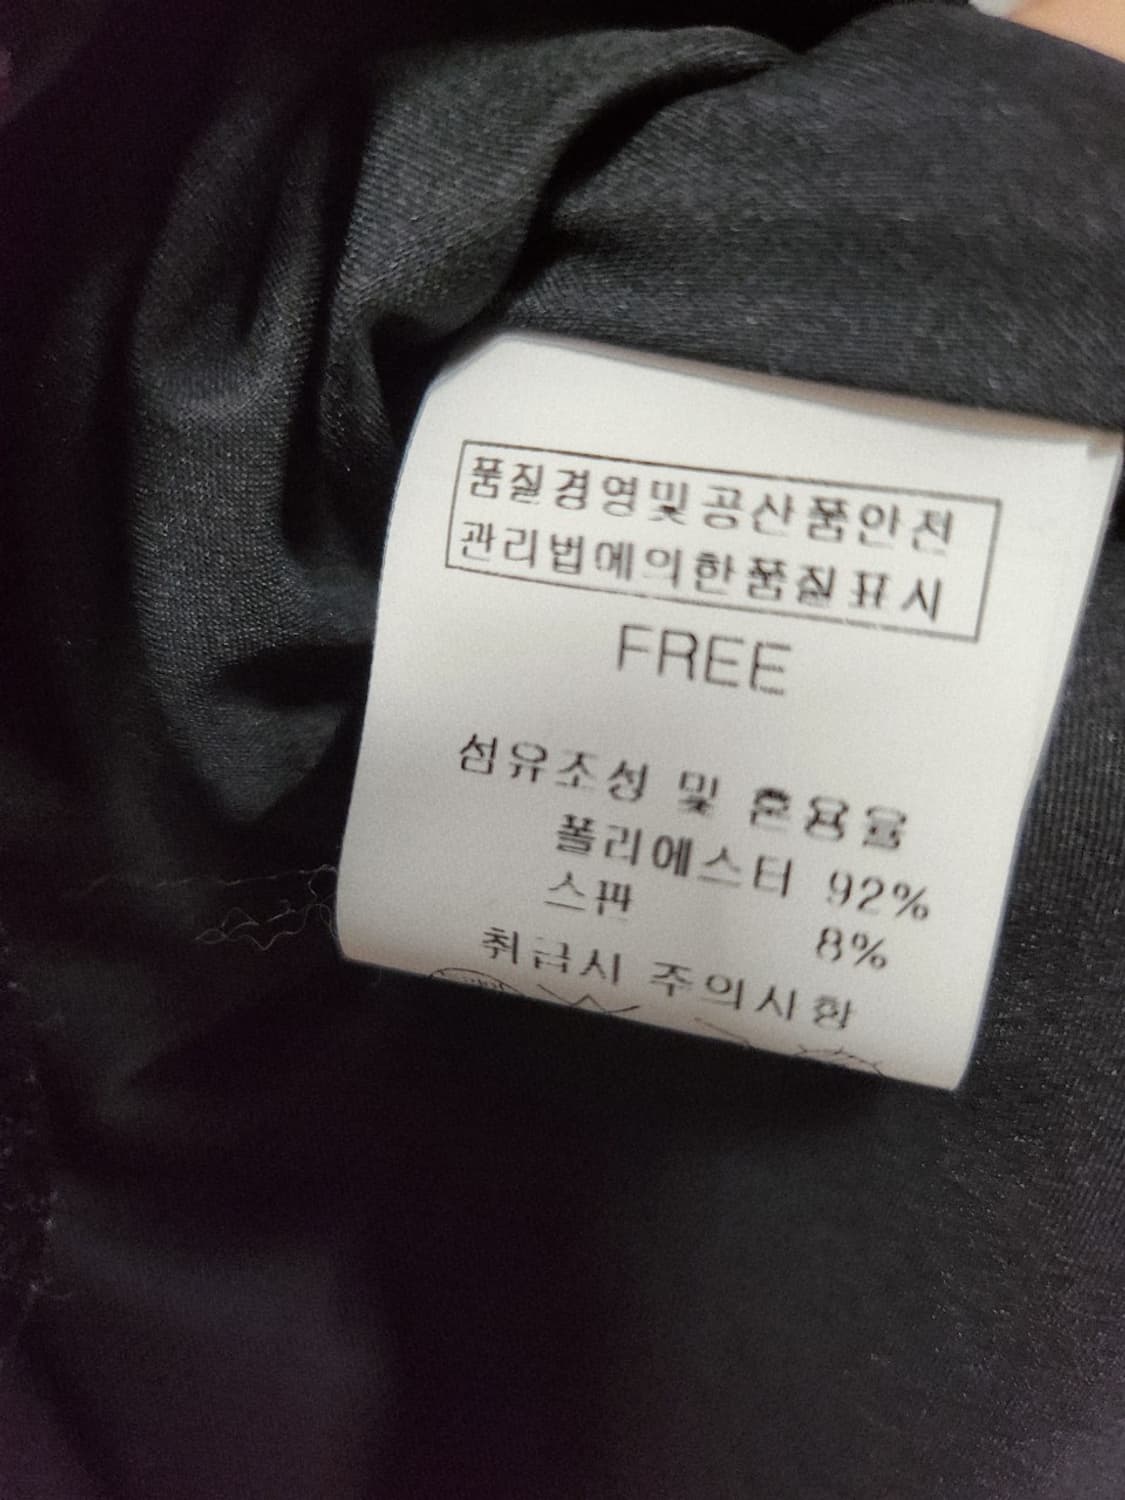 품질경영및공산품안전
관리법에의한품질표시
FREE
섬유조성 및 혼용율
폴리에스터 92%
스판 8%
취급시 주의사항